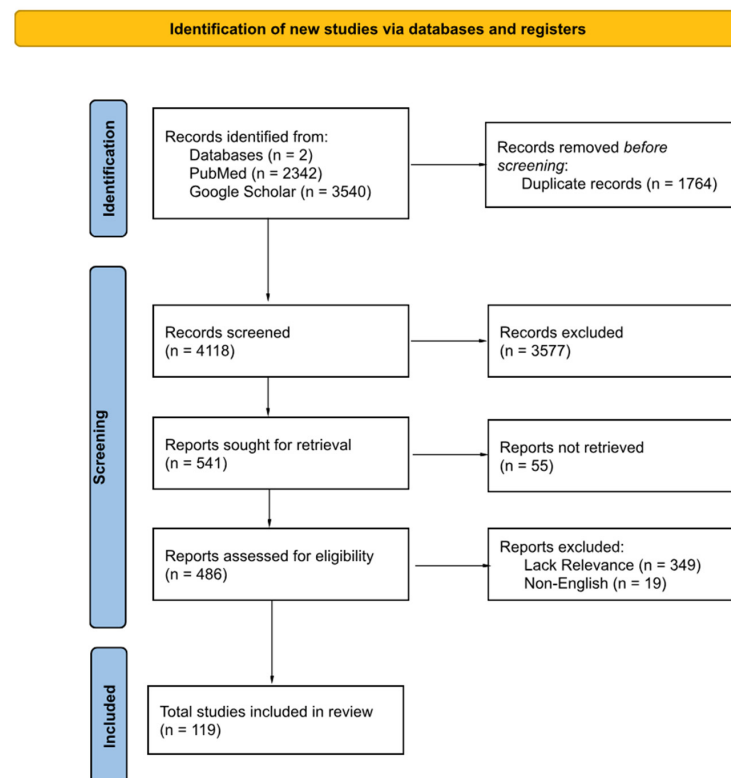 Identification of new studies via databases and registers
Identification
Records identified from:
Databases (n = 2)
PubMed (n = 2342)
Google Scholar (n = 3540)
Records removed before
screening:
Duplicate records (n = 1764)
Screening
Records screened
(n = 4118)
Records excluded
(n = 3577)
Reports sought for retrieval
(n = 541)
Reports not retrieved
(n = 55)
Reports assessed for eligibility
(n = 486)
Reports excluded:
Lack Relevance (n = 349)
Non-English (n = 19)
Included
Total studies included in review
(n = 119)